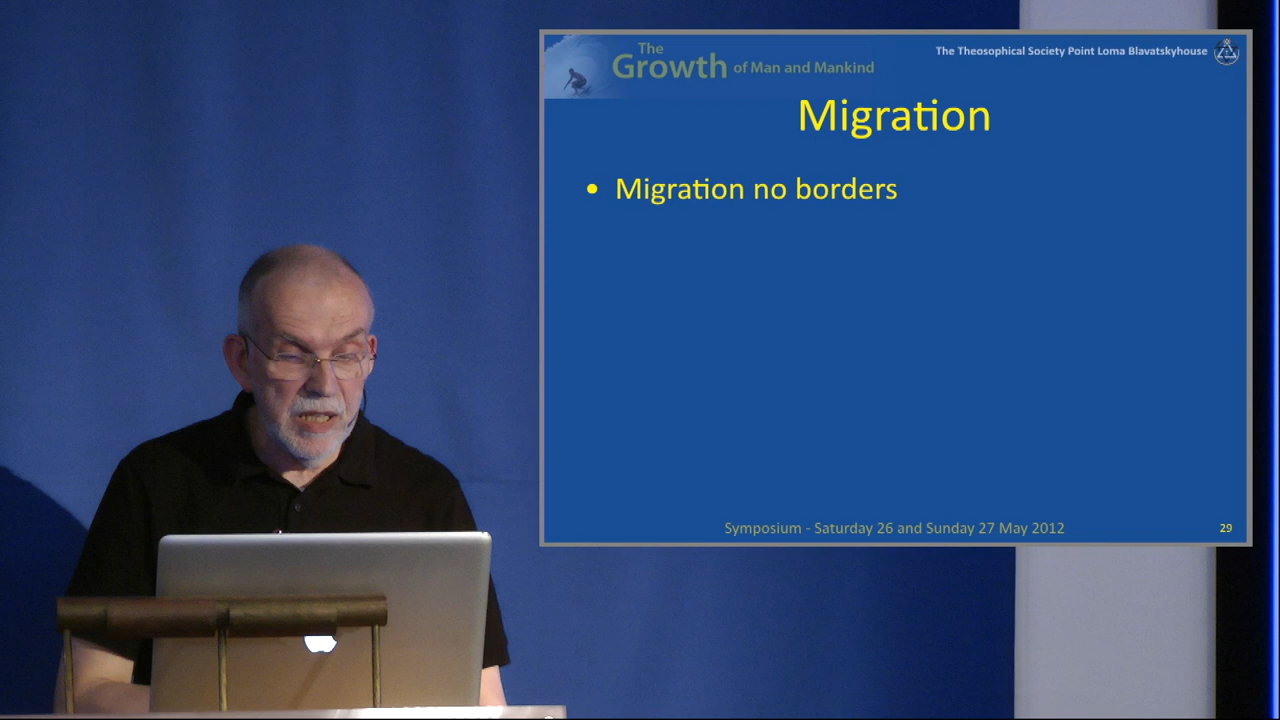 The
Growth of Man and Mankind
The Theosophical Society Point Loma Blavatskyhouse
Migration
• Migration no borders
Symposium - Saturday 26 and Sunday 27 May 2012
29